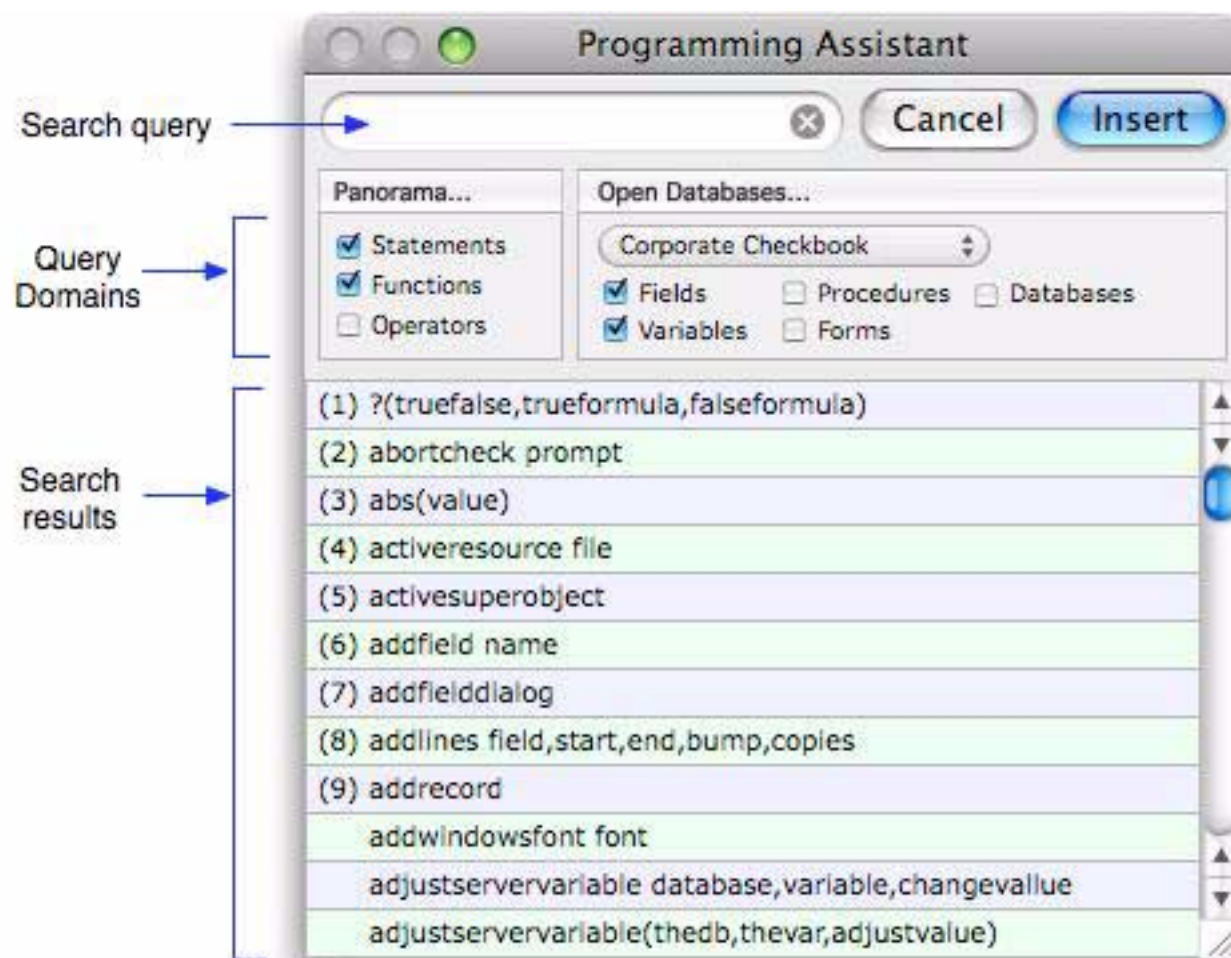 Programming Assistant
Search query
Cancel
Insert
Panorama...
Open Databases...
Query
Domains
Statements
Functions
Operators
Corporate Checkbook
Fields
Procedures
Databases
Variables
Forms
Search
results
(1) ?(truefalse,trueformula,falseformula)
(2) abortcheck prompt
(3) abs(value)
(4) activeresource file
(5) activesuperobject
(6) addfield name
(7) addfielddialog
(8) addlines field,start,end,bump,copies
(9) addrecord
addwindowsfont font
adjustservervariable database,variable,changevallue
adjustservervariable(thedb,thevar,adjustvalue)